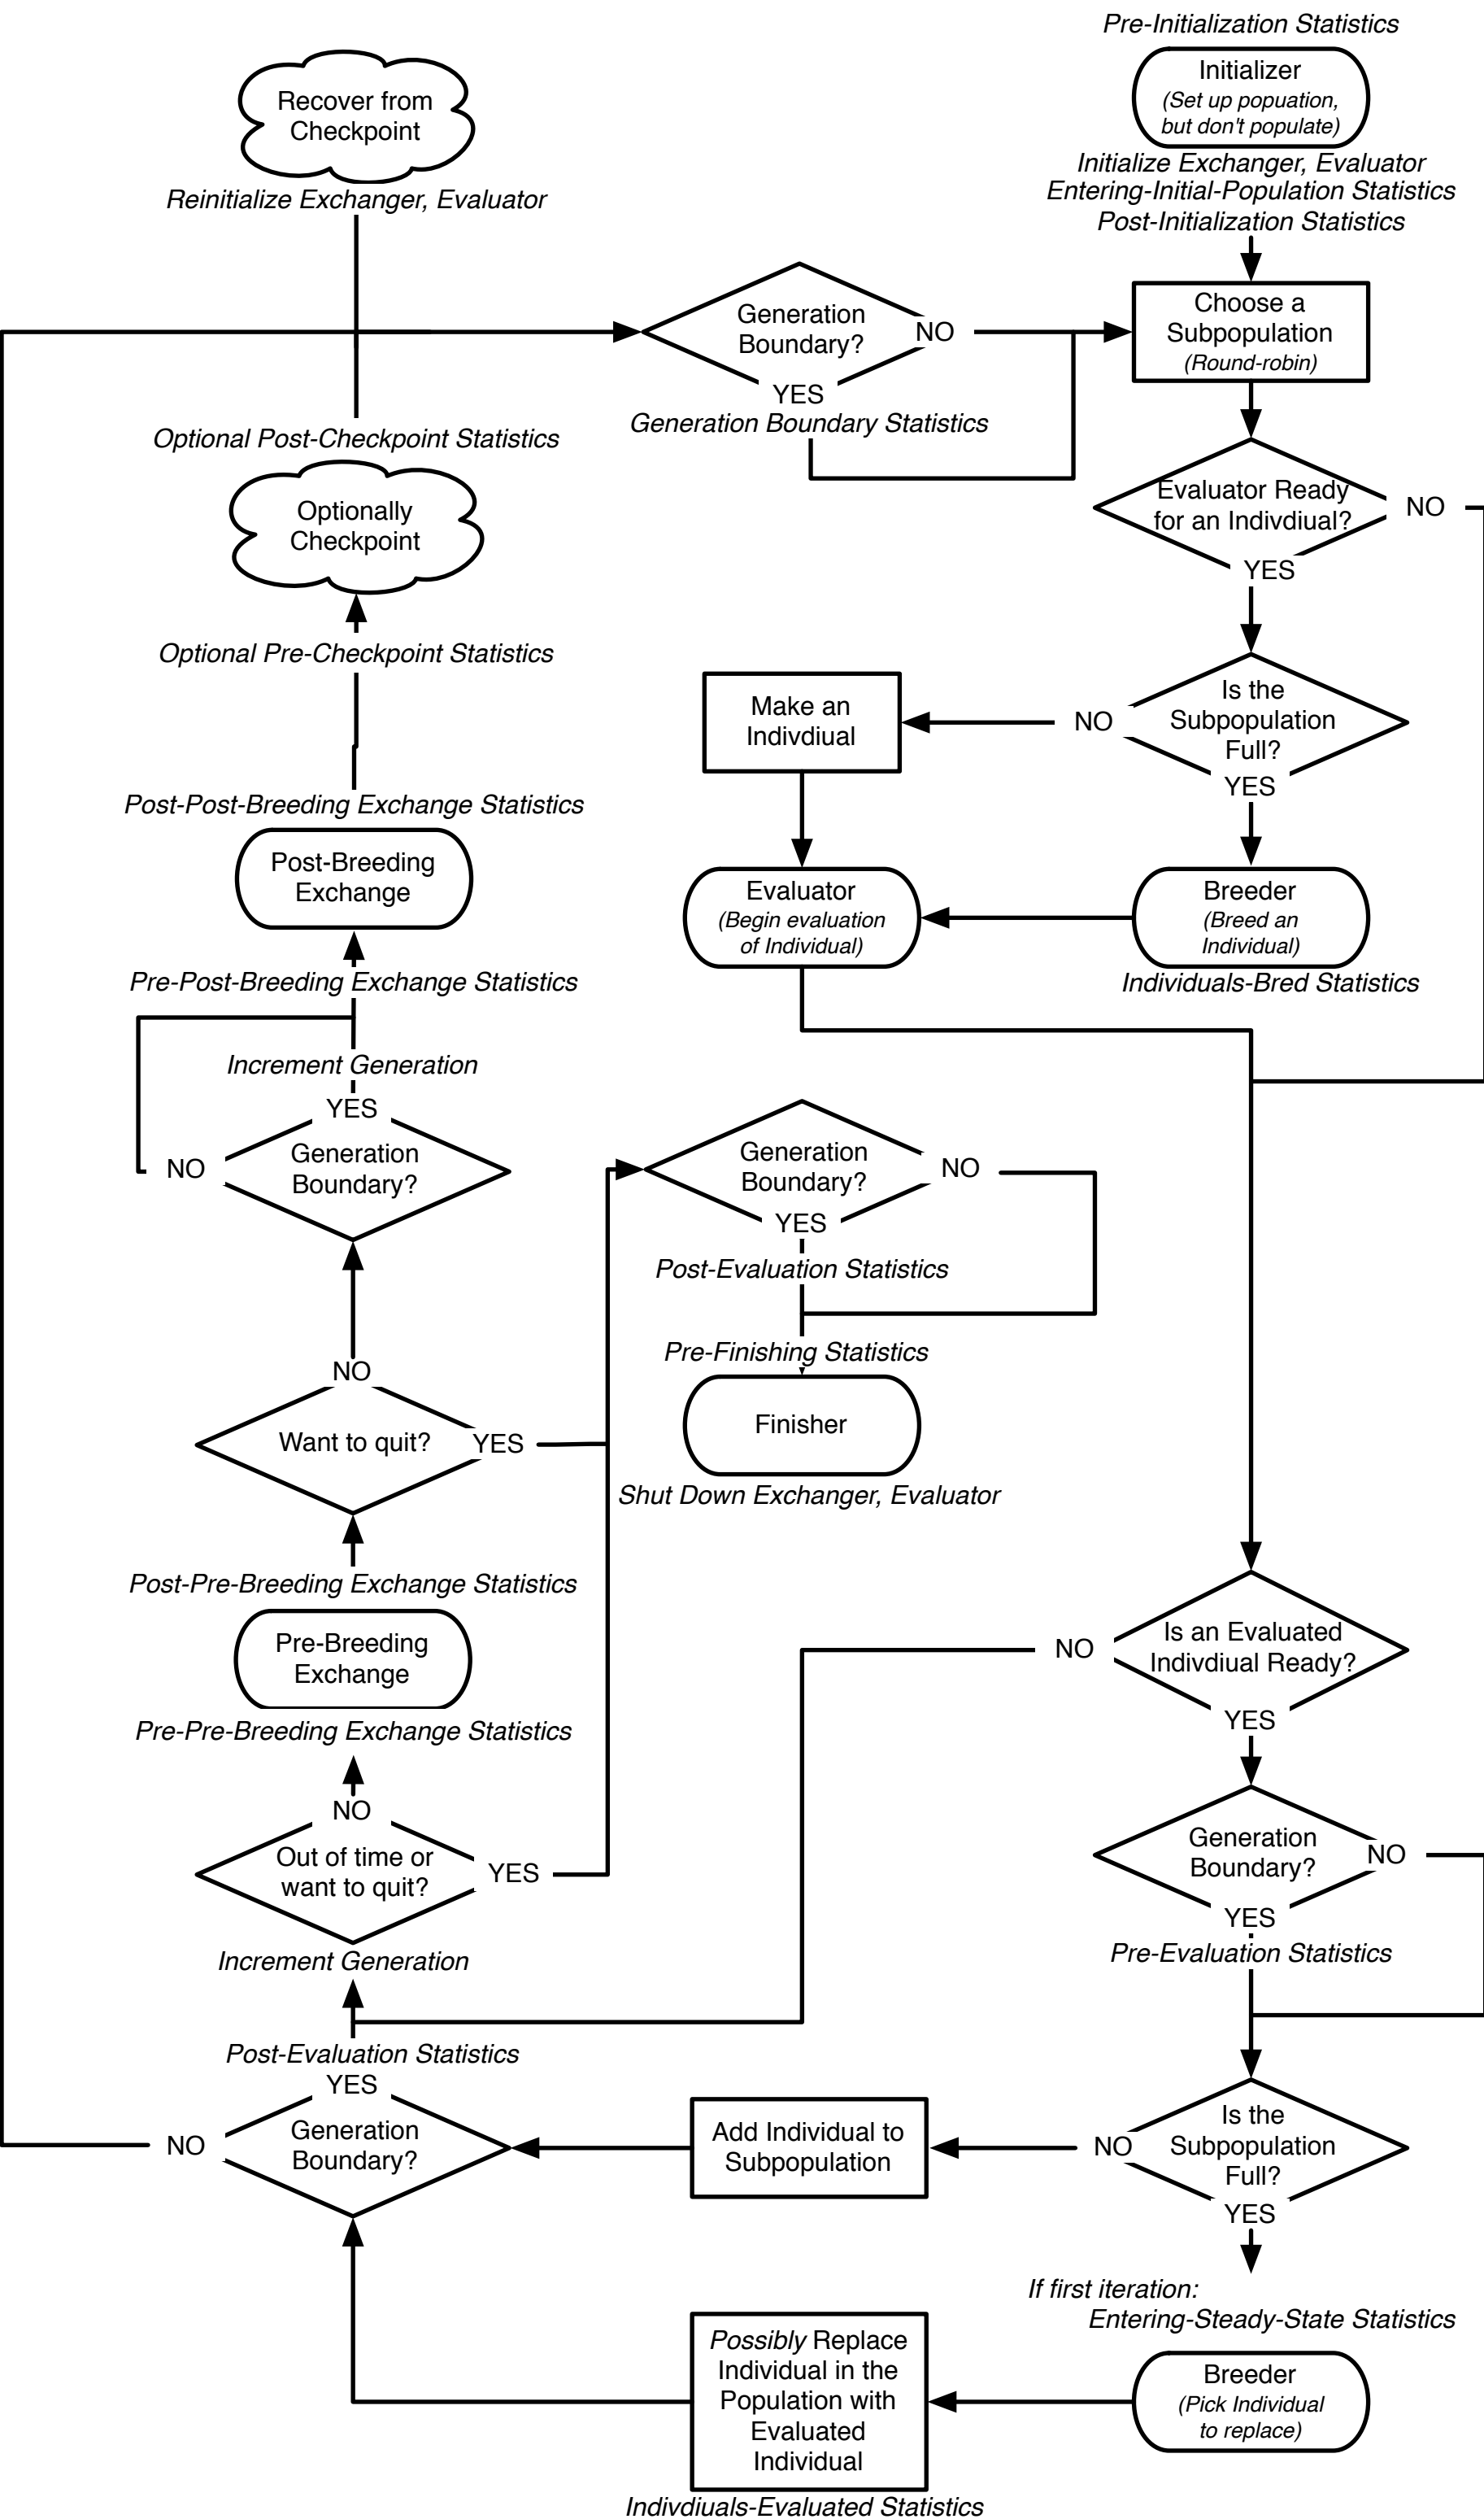 Pre-Initialization Statistics
Initializer
(Set up popuation,
but don't populate)
Initialize Exchanger, Evaluator
Entering-Initial-Population Statistics
Post-Initialization Statistics
Recover from
Checkpoint
Reinitialize Exchanger, Evaluator
Generation
Boundary?
NO
YES
Generation Boundary Statistics
Choose a
Subpopulation
(Round-robin)
Optional Post-Checkpoint Statistics
Optionally
Checkpoint
Optional Pre-Checkpoint Statistics
Evaluator Ready
for an Indivdiual?
NO
YES
Is the
Subpopulation
Full?
NO
YES
Make an
Indivdiual
Post-Post-Breeding Exchange Statistics
Post-Breeding
Exchange
Pre-Post-Breeding Exchange Statistics
Evaluator
(Begin evaluation
of Individual)
Breeder
(Breed an
Individual)
Individuals-Bred Statistics
Increment Generation
YES
Generation
Boundary?
NO
Generation
Boundary?
NO
YES
Post-Evaluation Statistics
Pre-Finishing Statistics
Finisher
Shut Down Exchanger, Evaluator
NO
Want to quit?
YES
Post-Pre-Breeding Exchange Statistics
Pre-Breeding
Exchange
Pre-Pre-Breeding Exchange Statistics
NO
Out of time or
want to quit?
YES
Increment Generation
Is an Evaluated
Indivdiual Ready?
NO
YES
Generation
Boundary?
NO
YES
Pre-Evaluation Statistics
Post-Evaluation Statistics
YES
Generation
Boundary?
NO
Add Individual to
Subpopulation
Is the
Subpopulation
Full?
NO
YES
If first iteration:
Entering-Steady-State Statistics
Breeder
(Pick Individual
to replace)
Possibly Replace
Individual in the
Population with
Evaluated
Individual
Indivdiuals-Evaluated Statistics